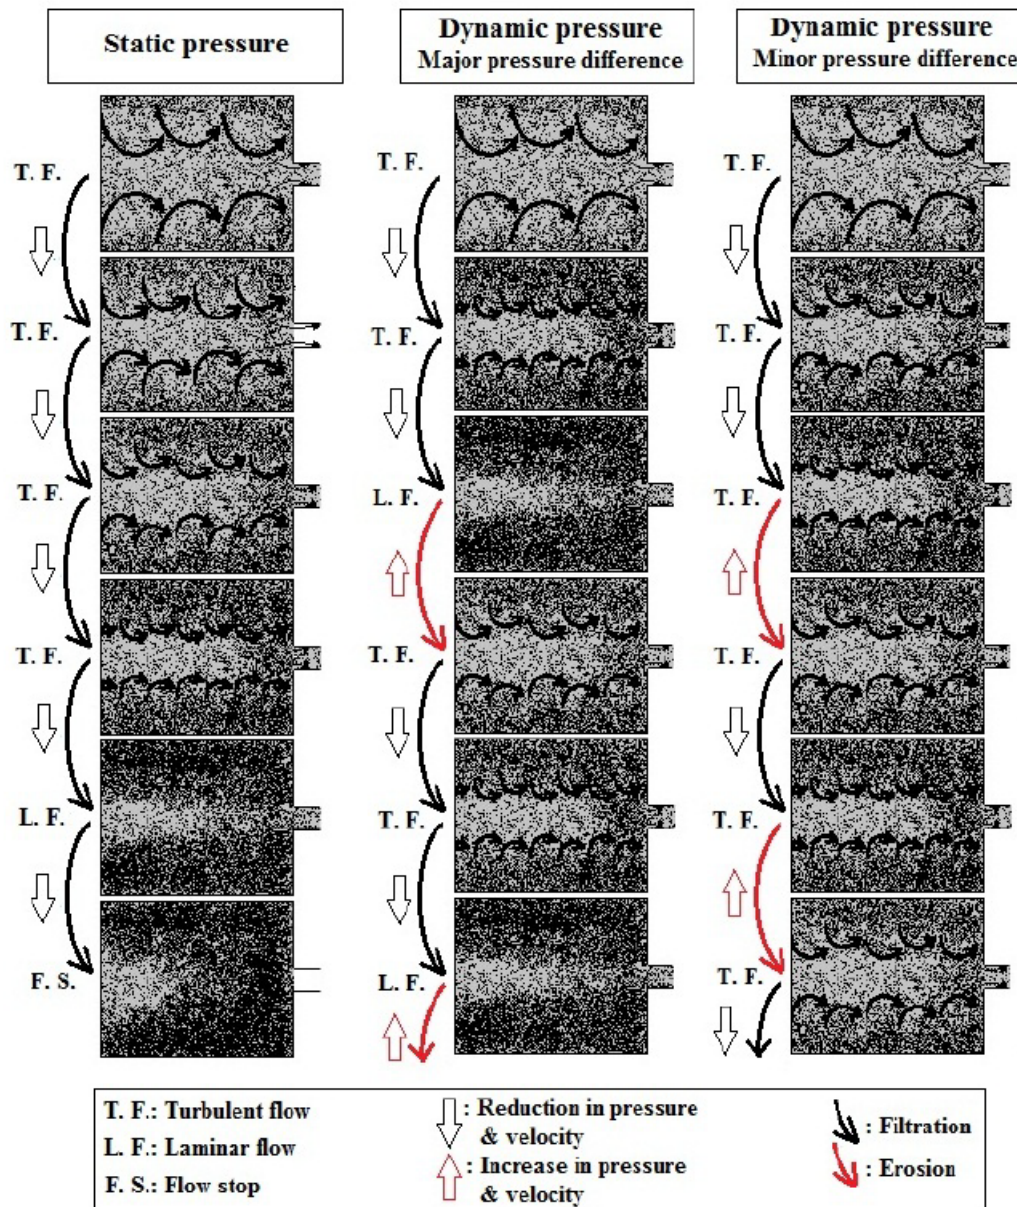 Static pressure
Dynamic pressure
Major pressure difference
Dynamic pressure
Minor pressure difference
T. F.
T. F.
T. F.
T. F.
L. F.
F. S.
T. F.
T. F.
L. F.
T. F.
T. F.
L. F.
T. F.
T. F.
T. F.
T. F.
T. F.
T. F.
T. F.: Turbulent flow
L. F.: Laminar flow
F. S.: Flow stop
: Reduction in pressure
& velocity
: Increase in pressure
& velocity
: Filtration
: Erosion